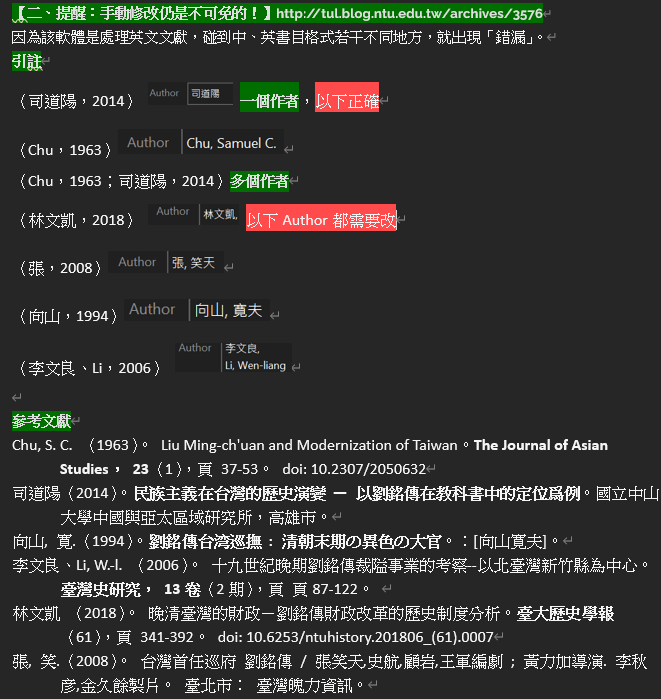 【二、提醒：手動修改仍是不可免的！】http://tul.blog.ntu.edu.tw/archives/3576
因為該軟體是處理英文文獻，碰到中、英書目格式若干不同地方，就出現「錯漏」。
引註
（司道陽，2014） Author 司道陽 一個作者，以下正確
（Chu，1963） Author Chu, Samuel C.
（Chu，1963；司道陽，2014）多個作者
（林文凱，2018） Author 林文凱, 以下 Author 都需要改
（張，2008） Author 張, 笑天
（向山，1994） Author 向山, 寛夫
（李文良、Li，2006） Author 李文良,
Li, Wen-liang
參考文獻
Chu, S. C. （1963）。 Liu Ming-ch'uan and Modernization of Taiwan。The Journal of Asian
Studies， 23（1），頁 37-53。 doi: 10.2307/2050632
司道陽（2014）。民族主義在台灣的歷史演變 — 以劉銘傳在教科書中的定位爲例。國立中山
大學中國與亞太區域研究所，高雄市。
向山, 寛.（1994）。劉銘傳台湾巡撫 : 清朝末期の異色の大官。：[向山寛夫]。
李文良、Li, W.-l. （2006）。 十九世紀晚期劉銘傳裁隘事業的考察--以北臺灣新竹縣為中心。
臺灣史研究， 13 卷（2 期），頁 頁 87-122。
林文凱 （2018）。 晚清臺灣的財政—劉銘傳財政改革的歷史制度分析。臺大歷史學報
（61），頁 341-392。 doi: 10.6253/ntuhistory.201806_(61).0007
張, 笑.（2008）。 台灣首任巡府 劉銘傳 / 張笑天,史航,顧岩,王軍編劇 ; 黃力加導演. 李秋
彥,金久餘製片。 臺北市： 臺灣魄力資訊。